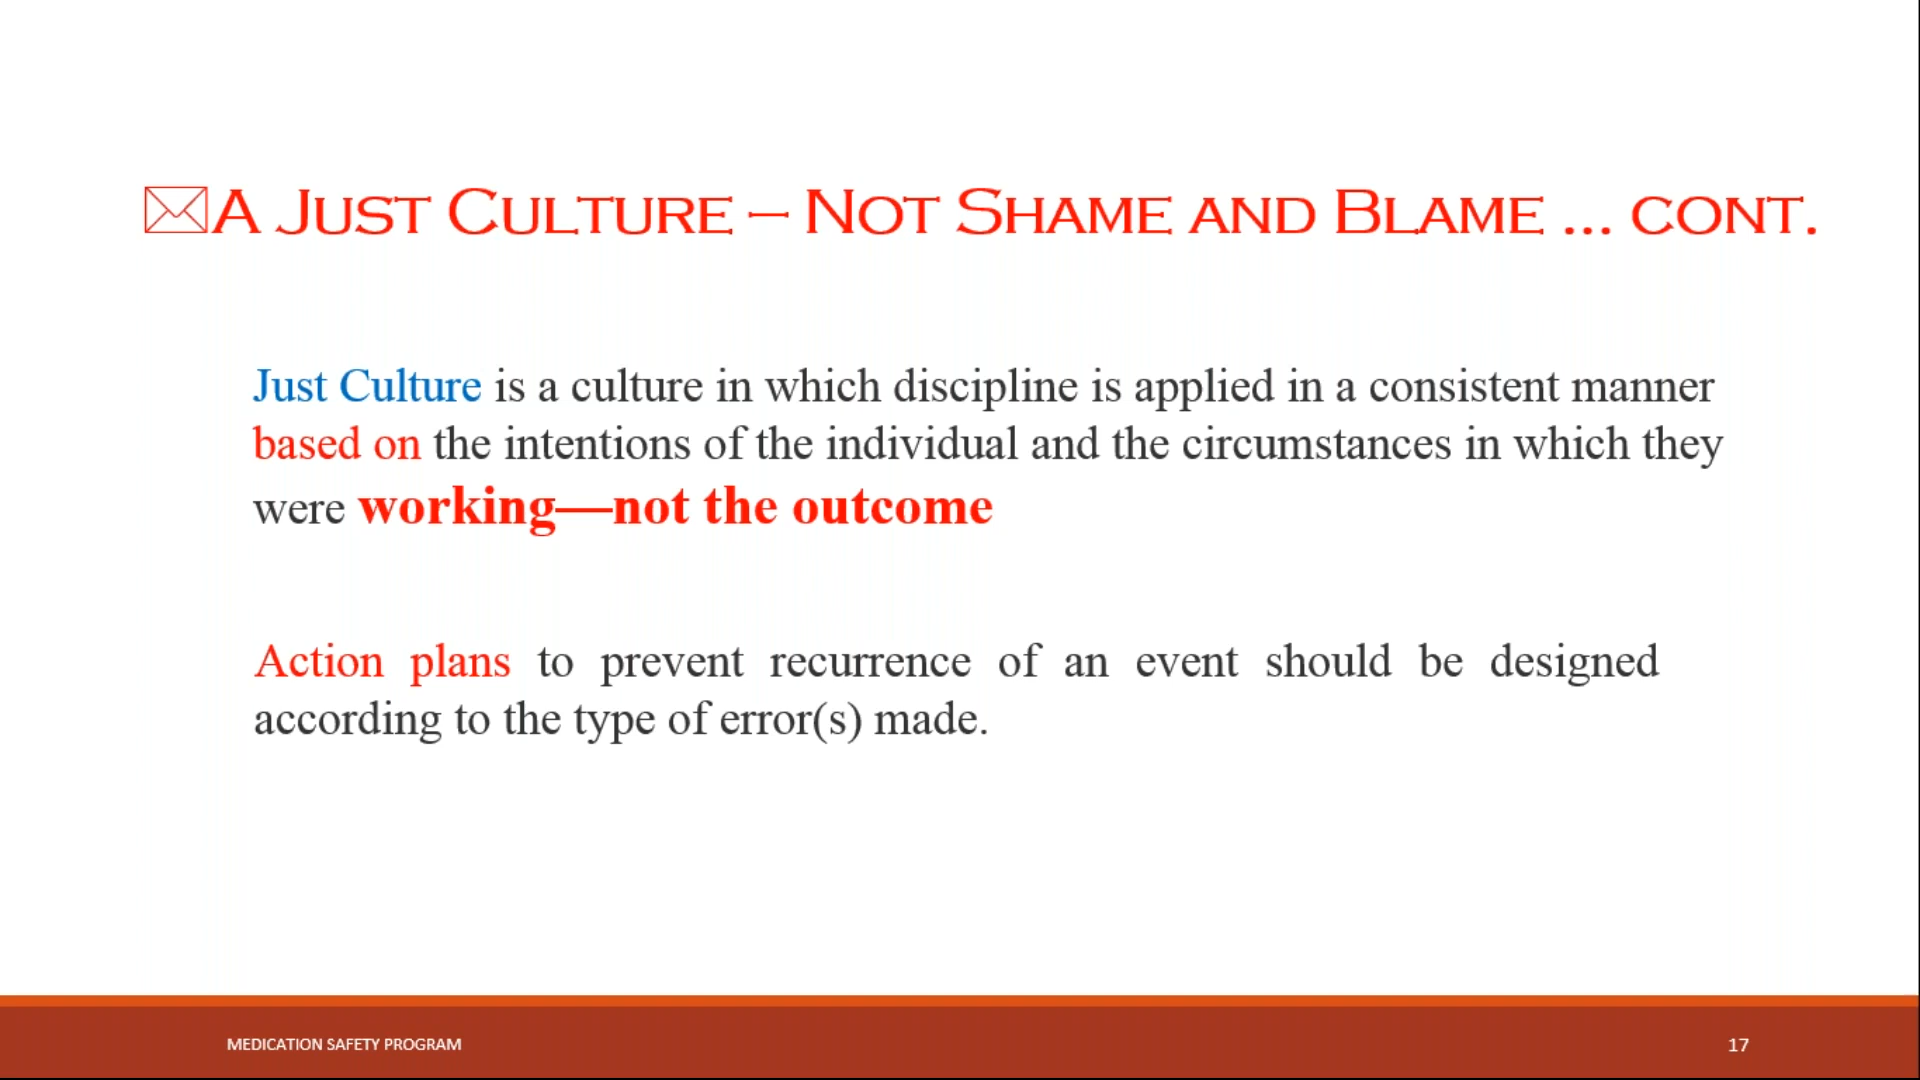 A JUST CULTURE – NOT SHAME AND BLAME ... CONT.
Just Culture is a culture in which discipline is applied in a consistent manner
based on the intentions of the individual and the circumstances in which they
were working—not the outcome
Action plans to prevent recurrence of an event should be designed
according to the type of error(s) made.
MEDICATION SAFETY PROGRAM
17